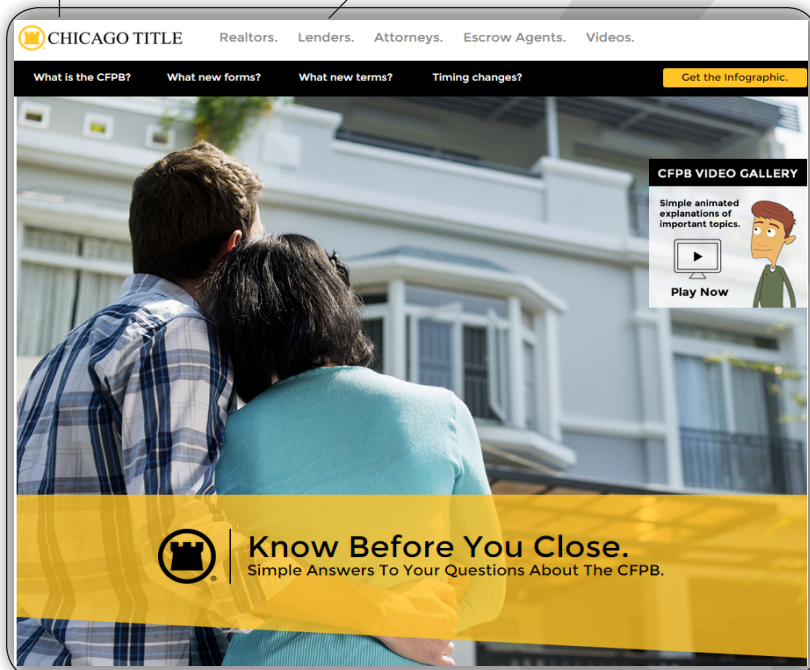 CHICAGO TITLE
Realtors. Lenders. Attorneys. Escrow Agents. Videos.
What is the CFPB? What new forms? What new terms? Timing changes? Get the Infographic.
CFPB VIDEO GALLERY
Simple animated
explanations of
important topics.
Play Now
Know Before You Close.
Simple Answers To Your Questions About The CFPB.